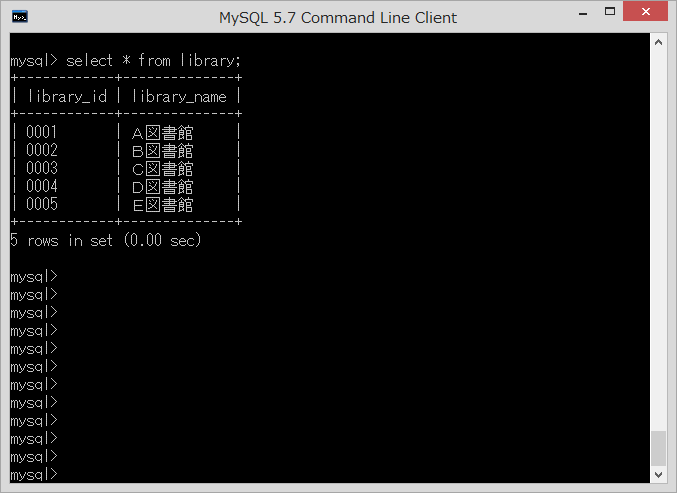 MySQL 5.7 Command Line Client
mysql> select * from library;
+------------+--------------+
| library_id | library_name |
+------------+--------------+
| 0001       | A図書館      |
| 0002       | B図書館      |
| 0003       | C図書館      |
| 0004       | D図書館      |
| 0005       | E図書館      |
+------------+--------------+
5 rows in set (0.00 sec)
mysql>
mysql>
mysql>
mysql>
mysql>
mysql>
mysql>
mysql>
mysql>
mysql>
mysql>
mysql>